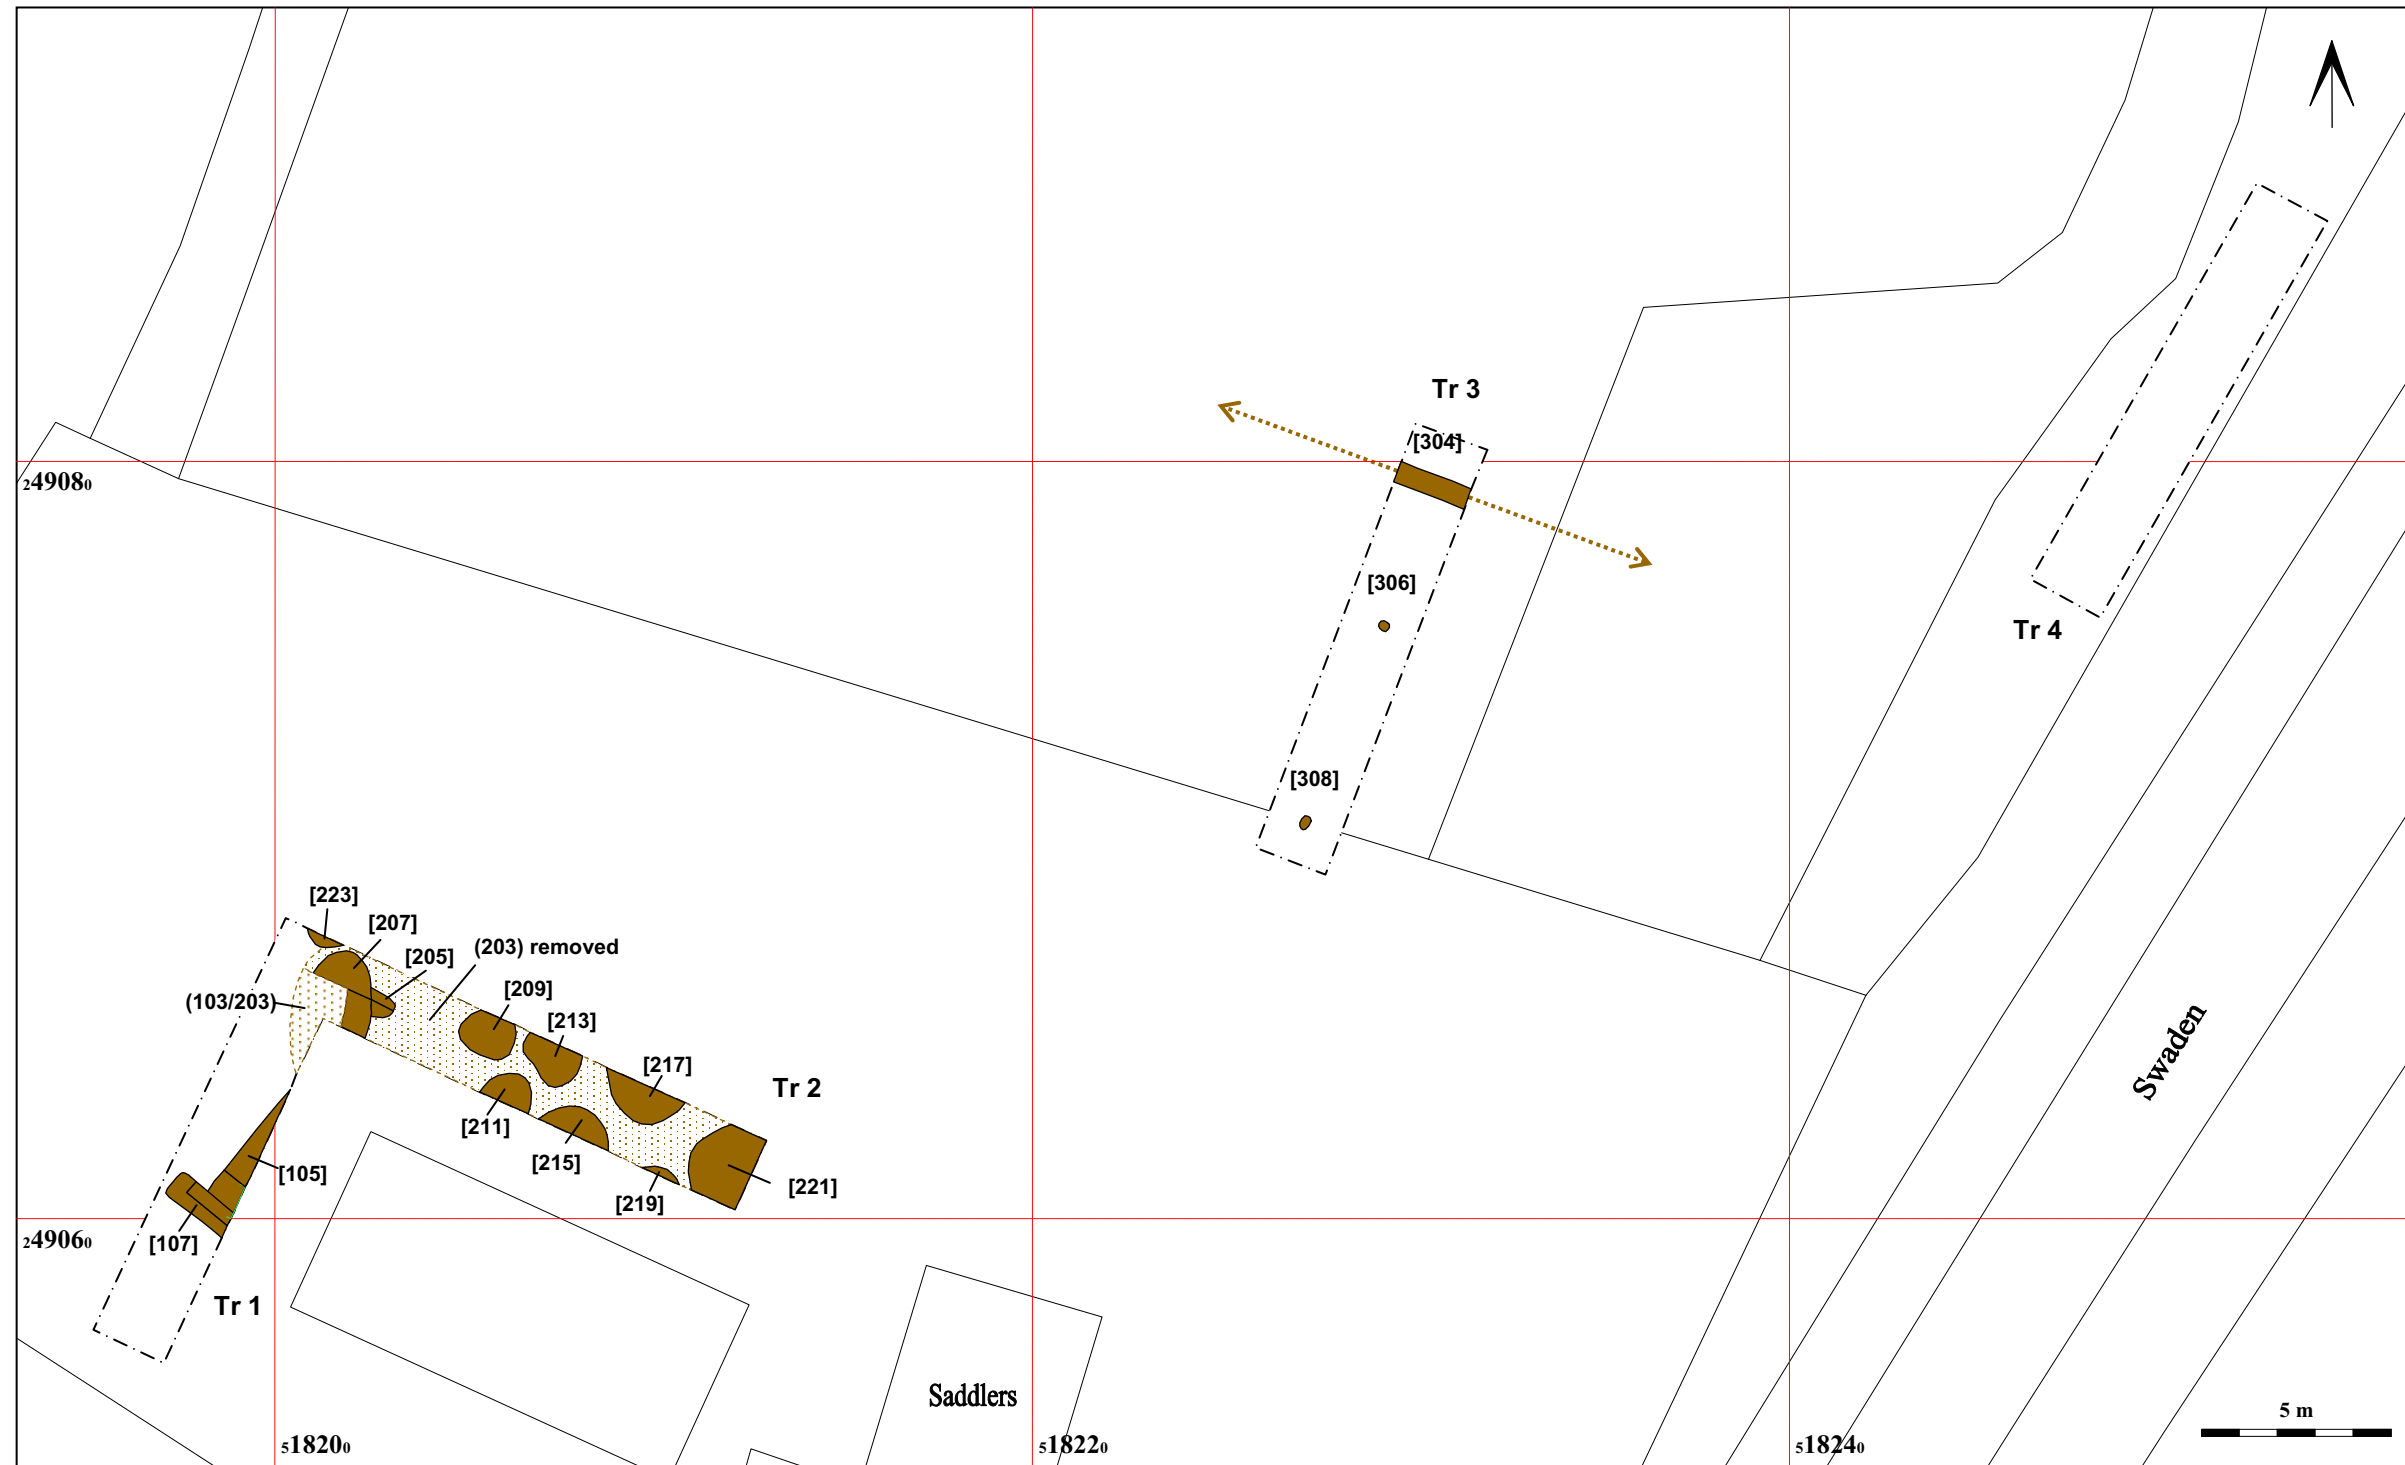 Tr 3
[304]
249080
[306]
Tr 4
[308]
[223]
[207]
(203) removed
[205]
[209]
(103/203)
[213]
[217]
Tr 2
Swaden
[211]
[215]
[105]
[221]
[219]
249060
[107]
Tr 1
Saddlers
5 m
518200
518220
518240